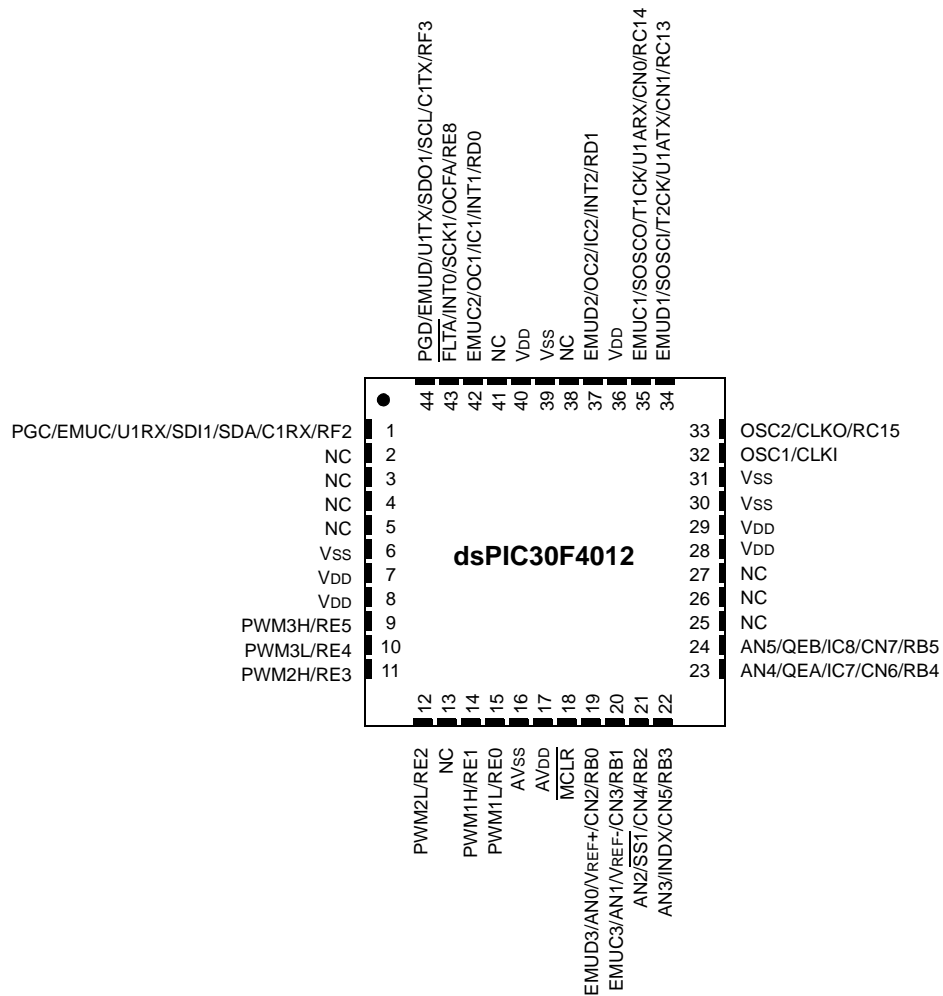 PGD/EMUD/U1TX/SDO1/SCL/C1TX/RF3
FLTA/INT0/SCK1/OCFA/RE8
EMUC2/OC1/IC1/INT1/RD0
NC
VDD
VSS
NC
EMUD2/OC2/IC2/INT2/RD1
VDD
EMUC1/SOSCO/T1CK/U1ARX/CN0/RC14
EMUD1/SOSCI/T2CK/U1ATX/CN1/RC13
44
43
42
41
40
39
38
37
36
35
34
PGC/EMUC/U1RX/SDI1/SDA/C1RX/RF2 1
NC 2
NC 3
NC 4
NC 5
VSS 6
VDD 7
VDD 8
PWM3H/RE5 9
PWM3L/RE4 10
PWM2H/RE3 11
dsPIC30F4012
33 OSC2/CLKO/RC15
32 OSC1/CLKI
31 VSS
30 VSS
29 VDD
28 VDD
27 NC
26 NC
25 NC
24 AN5/QEB/IC8/CN7/RB5
23 AN4/QEA/IC7/CN6/RB4
12
13
14
15
16
17
18
19
20
21
22
PWM2L/RE2
NC
PWM1H/RE1
PWM1L/RE0
AVSS
AVDD
MCLR
EMUD3/AN0/VREF+/CN2/RB0
EMUC3/AN1/VREF-/CN3/RB1
AN2/SS1/CN4/RB2
AN3/INDX/CN5/RB3